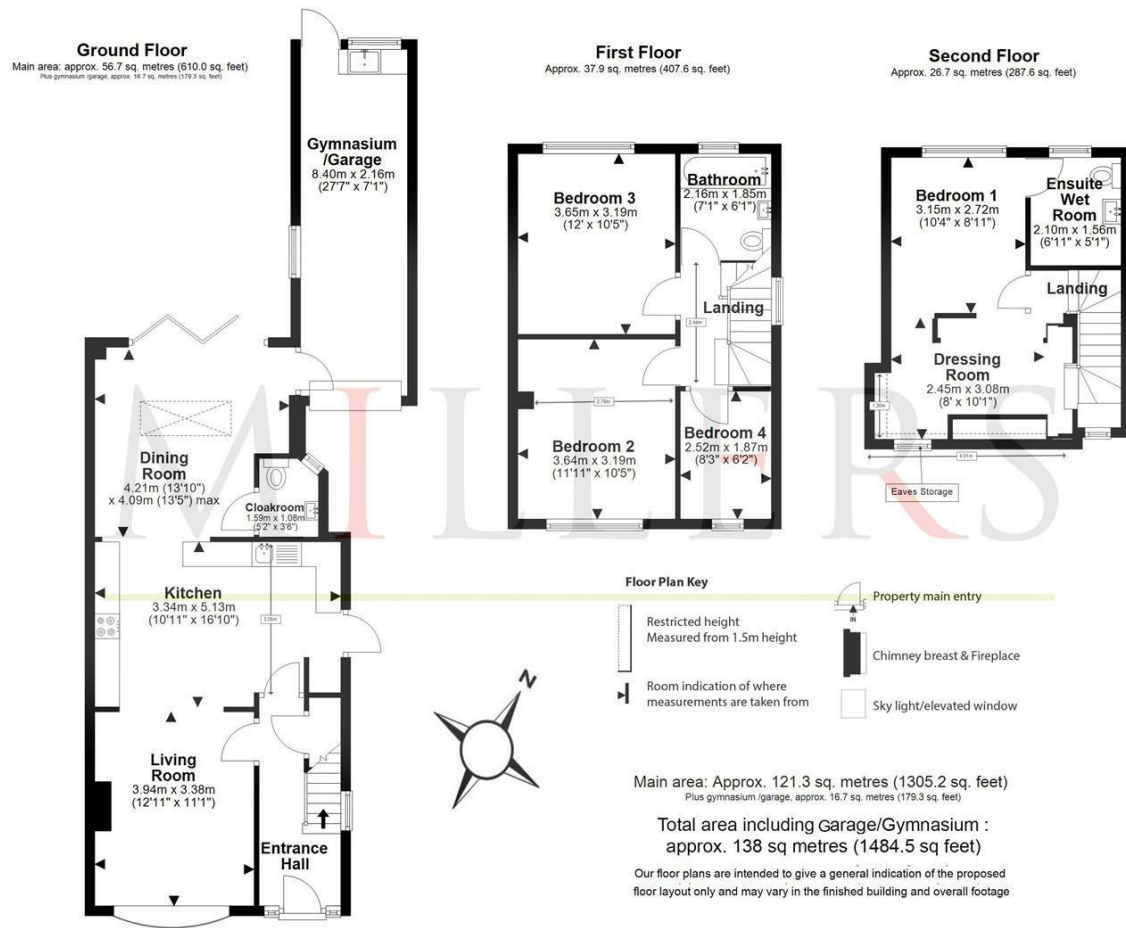 Ground Floor
Main area: approx. 56.7 sq. metres (610.0 sq. feet)
Plus gymnasium /garage, approx. 16.7 sq. metres (179.3 sq. feet)
Gymnasium
/Garage
8.40m x 2.16m
(27'7" x 7'1")
Dining
Room
4.21m (13'10")
x 4.09m (13'5") max
Cloakroom
1.59m x 1.08m
(5'2" x 3'6")
Kitchen
3.34m x 5.13m
(10'11" x 16'10")
Living
Room
3.94m x 3.38m
(12'11" x 11'1")
Entrance
Hall
First Floor
Approx. 37.9 sq. metres (407.6 sq. feet)
Bedroom 3
3.65m x 3.19m
(12' x 10'5")
Bathroom
2.16m x 1.85m
(7'1" x 6'1")
Landing
2.44m
2.79m
Bedroom 2
3.64m x 3.19m
(11'11" x 10'5")
Bedroom 4
2.52m x 1.87m
(8'3" x 6'2")
Second Floor
Approx. 26.7 sq. metres (287.6 sq. feet)
Bedroom 1
3.15m x 2.72m
(10'4" x 8'11")
Ensuite
Wet
Room
2.10m x 1.56m
(6'11" x 5'1")
Landing
Dressing
Room
2.45m x 3.08m
(8' x 10'1")
4.01m
Eaves Storage
MILLERS
Floor Plan Key
Restricted height
Measured from 1.5m height
Room indication of where
measurements are taken from
Property main entry
IN
Chimney breast & Fireplace
Sky light/elevated window
N
Main area: Approx. 121.3 sq. metres (1305.2 sq. feet)
Plus gymnasium /garage, approx. 16.7 sq. metres (179.3 sq. feet)
Total area including Garage/Gymnasium :
approx. 138 sq metres (1484.5 sq feet)
Our floor plans are intended to give a general indication of the proposed
floor layout only and may vary in the finished building and overall footage